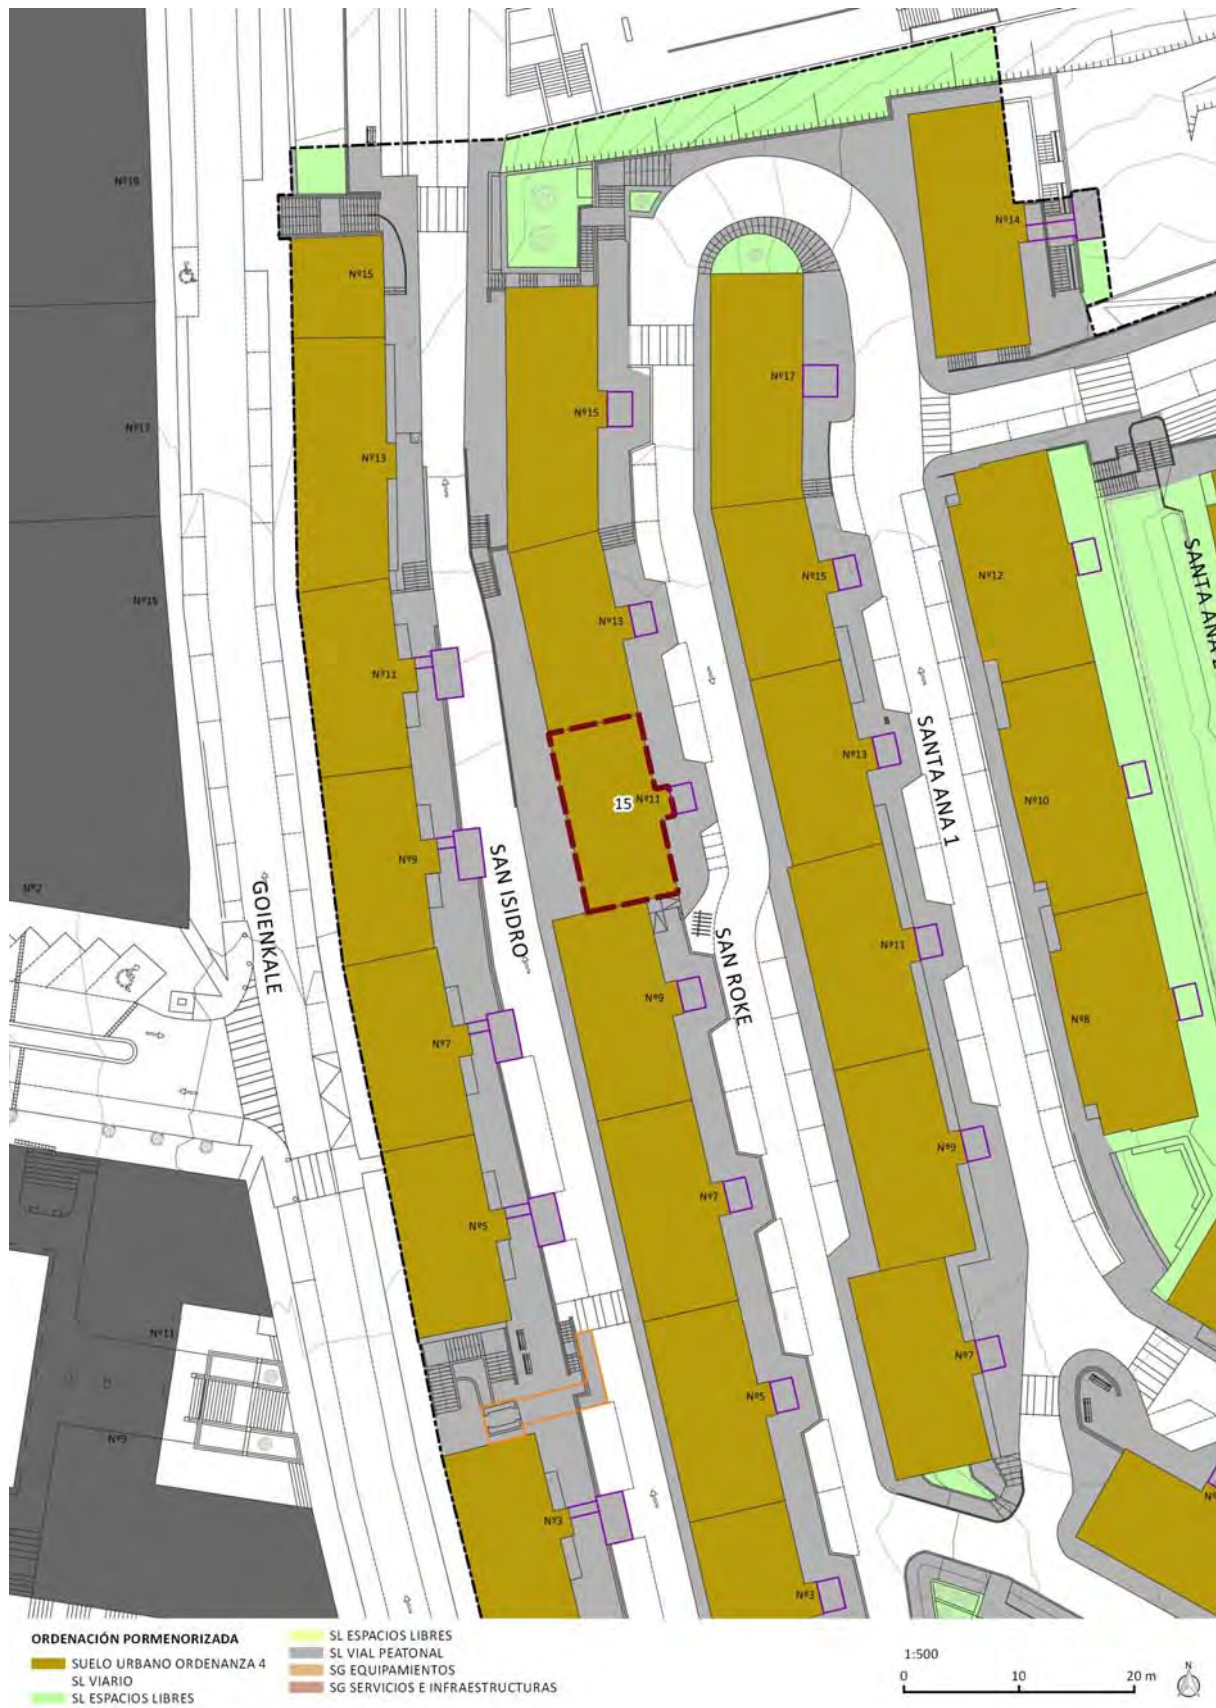 Nº19
Nº14
Nº15
Nº17
Nº15
Nº17
Nº13
Nº15
Nº12
SANTA ANA 2
Nº15
Nº13
Nº11
Nº13
SANTA ANA 1
Nº10
15
Nº11
Nº9
SAN ISIDRO
Nº2
GOIENKALE
SAN ROKE
Nº11
Nº9
Nº8
Nº7
Nº9
Nº7
Nº5
Nº11
Nº7
Nº5
Nº9
Nº3
Nº3
ORDENACIÓN PORMENORIZADA
SUELO URBANO ORDENANZA 4
SL VIARIO
SL ESPACIOS LIBRES
SL ESPACIOS LIBRES
SL VIAL PEATONAL
SG EQUIPAMIENTOS
SG SERVICIOS E INFRAESTRUCTURAS
1:500
0 10 20 m
N